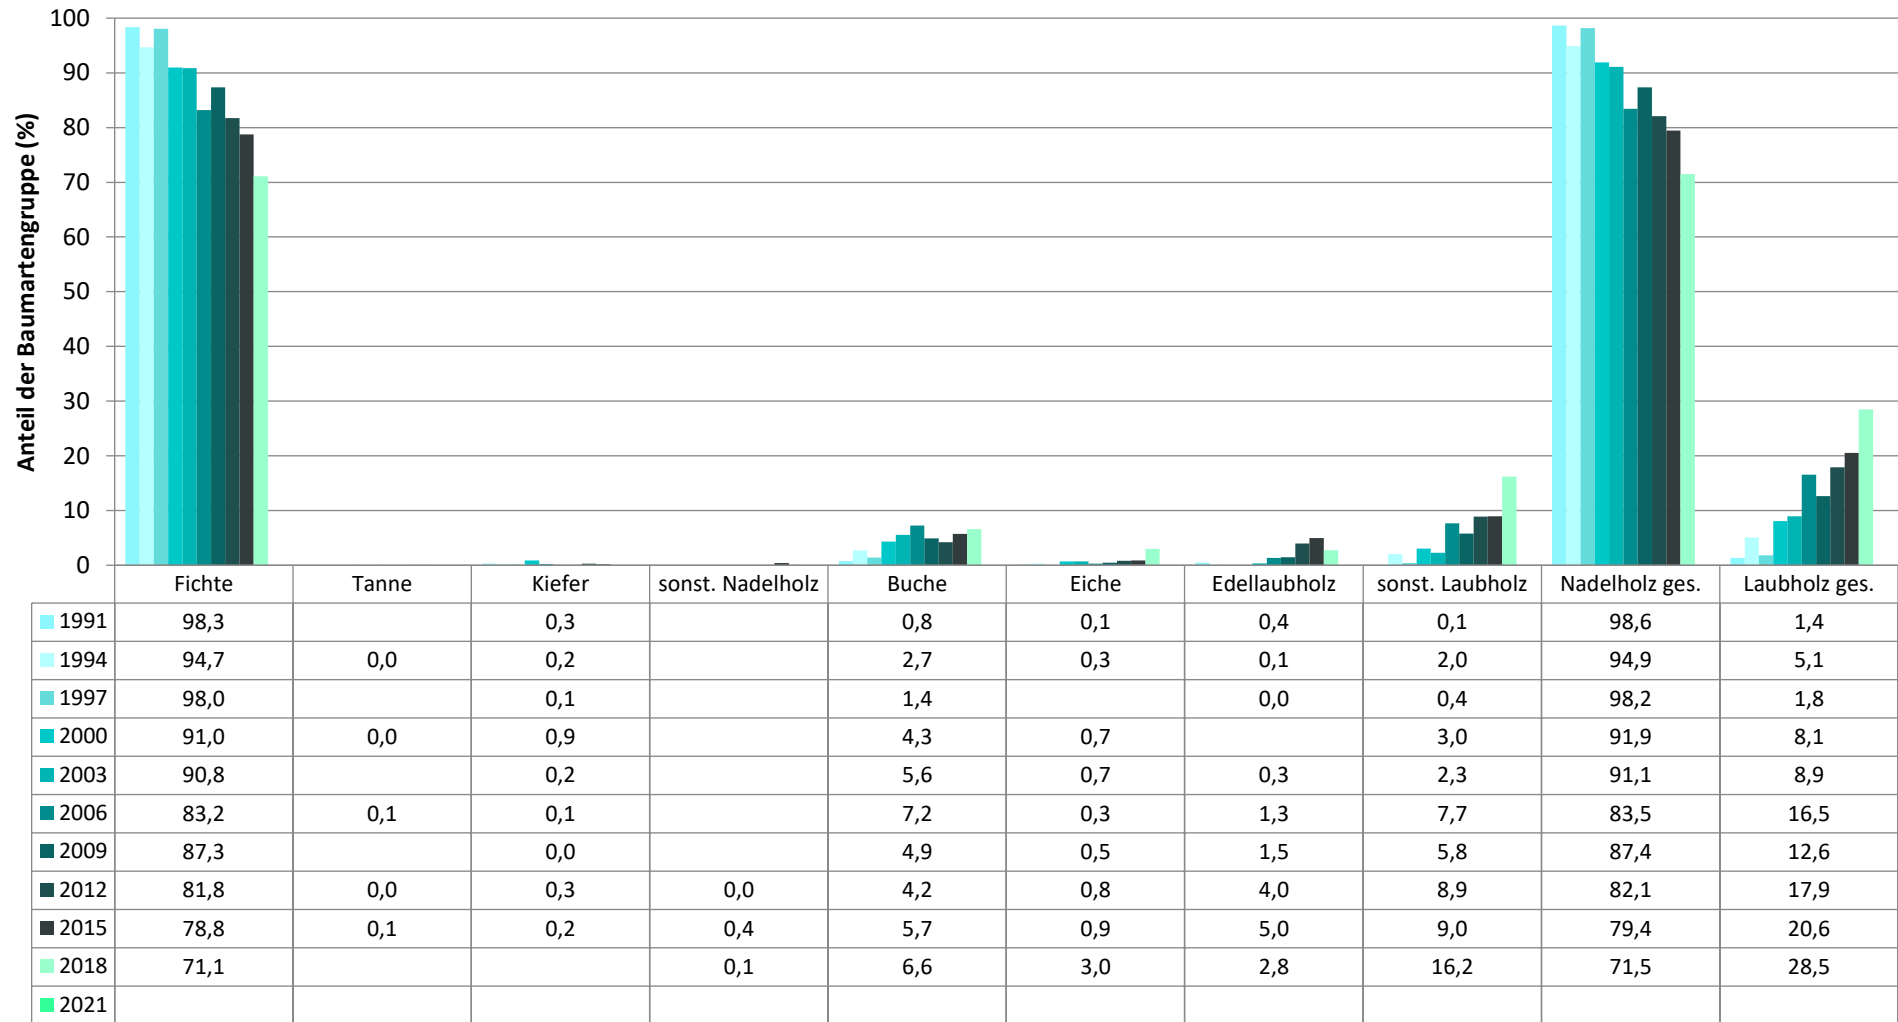 Anteil der Baumartengruppe (%)
100
90
80
70
60
50
40
30
20
10
0
Fichte Tanne Kiefer sonst. Nadelholz Buche Eiche Edellaubholz sonst. Laubholz Nadelholz ges. Laubholz ges.
1991 98,3 0,3 0,8 0,1 0,4 0,1 98,6 1,4
1994 94,7 0,0 0,2 2,7 0,3 0,1 2,0 94,9 5,1
1997 98,0 0,1 1,4 0,0 0,4 98,2 1,8
2000 91,0 0,0 0,9 4,3 0,7 3,0 91,9 8,1
2003 90,8 0,2 5,6 0,7 0,3 2,3 91,1 8,9
2006 83,2 0,1 0,1 7,2 0,3 1,3 7,7 83,5 16,5
2009 87,3 0,0 4,9 0,5 1,5 5,8 87,4 12,6
2012 81,8 0,0 0,3 0,0 4,2 0,8 4,0 8,9 82,1 17,9
2015 78,8 0,1 0,2 0,4 5,7 0,9 5,0 9,0 79,4 20,6
2018 71,1 0,1 6,6 3,0 2,8 16,2 71,5 28,5
2021